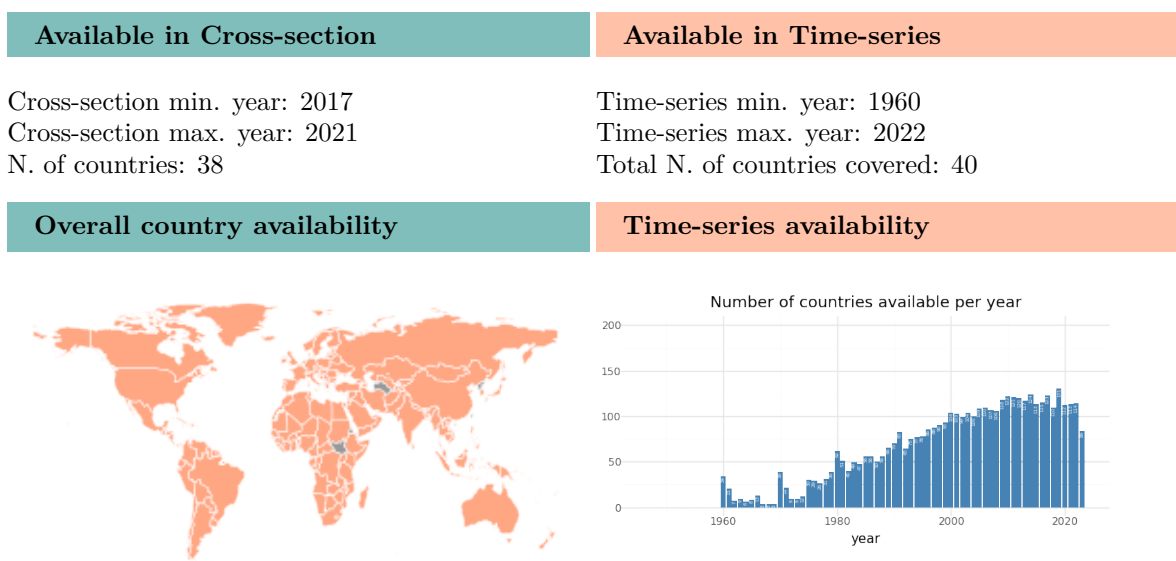 Available in Cross-section
Available in Time-series
Cross-section min. year: 2017
Cross-section max. year: 2021
N. of countries: 38
Time-series min. year: 1960
Time-series max. year: 2022
Total N. of countries covered: 40
Overall country availability
Time-series availability
Number of countries available per year
200
150
100
50
0
1960
1980
2000
2020
year